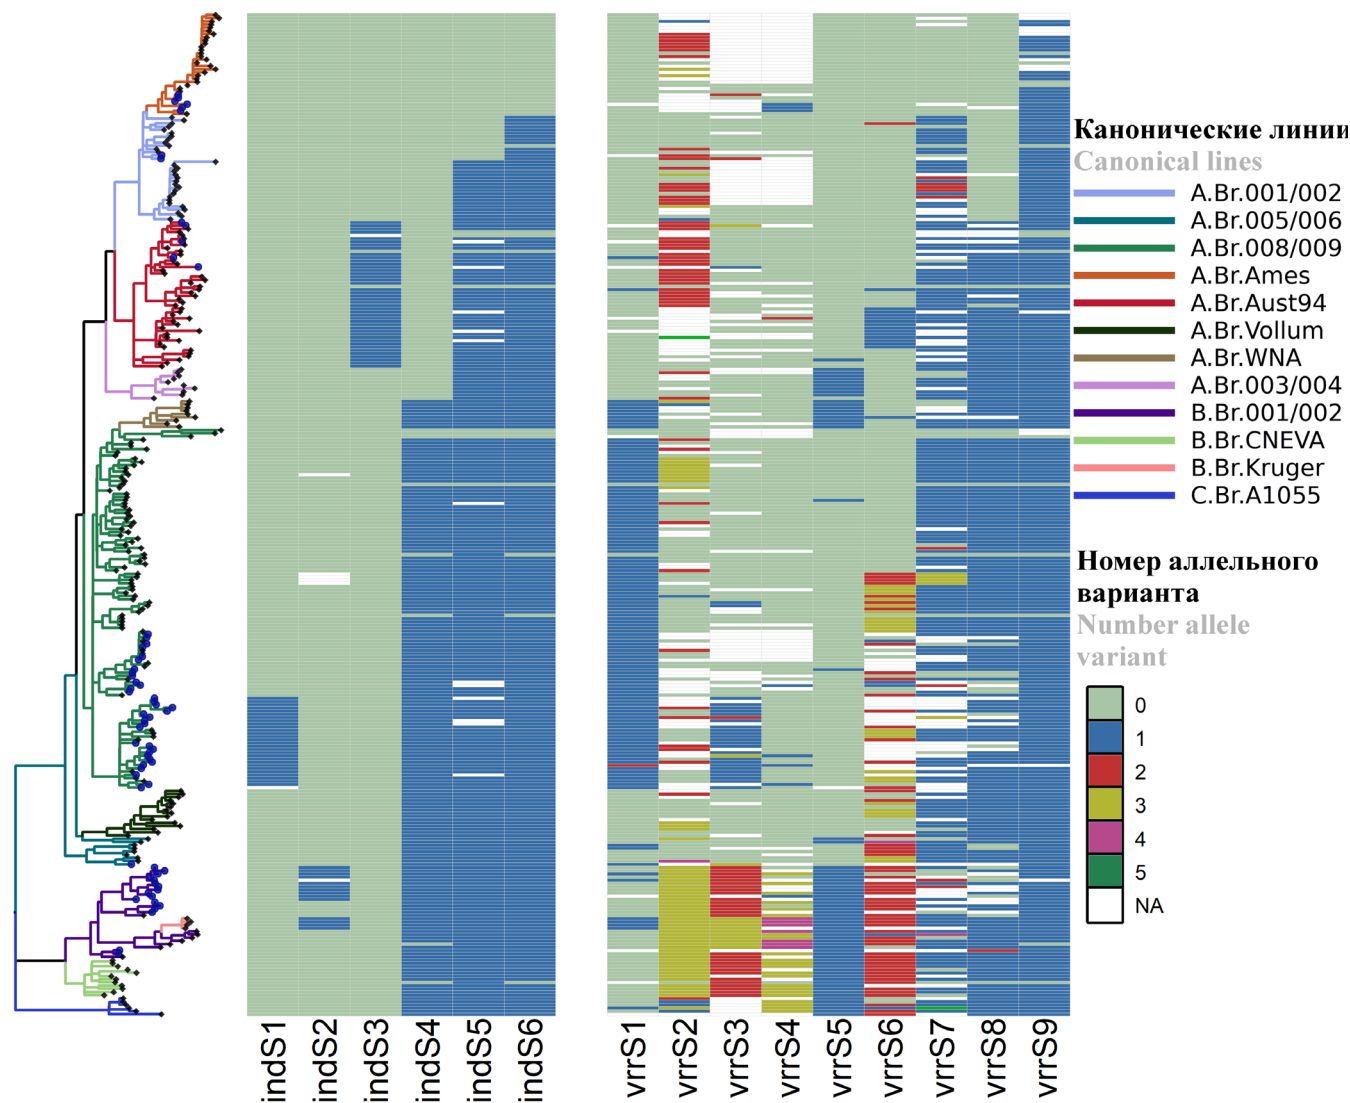 Канонические линии
Canonical lines
A.Br.001/002
A.Br.005/006
A.Br.008/009
A.Br.Ames
A.Br.Aust94
A.Br.Vollum
A.Br.WNA
A.Br.003/004
B.Br.001/002
B.Br.CNEVA
B.Br.Kruger
C.Br.A1055
Номер аллельного
варианта
Number allele
variant
0
1
2
3
4
5
NA
indS1
indS2
indS3
indS4
indS5
indS6
vrrS1
vrrS2
vrrS3
vrrS4
vrrS5
vrrS6
vrrS7
vrrS8
vrrS9